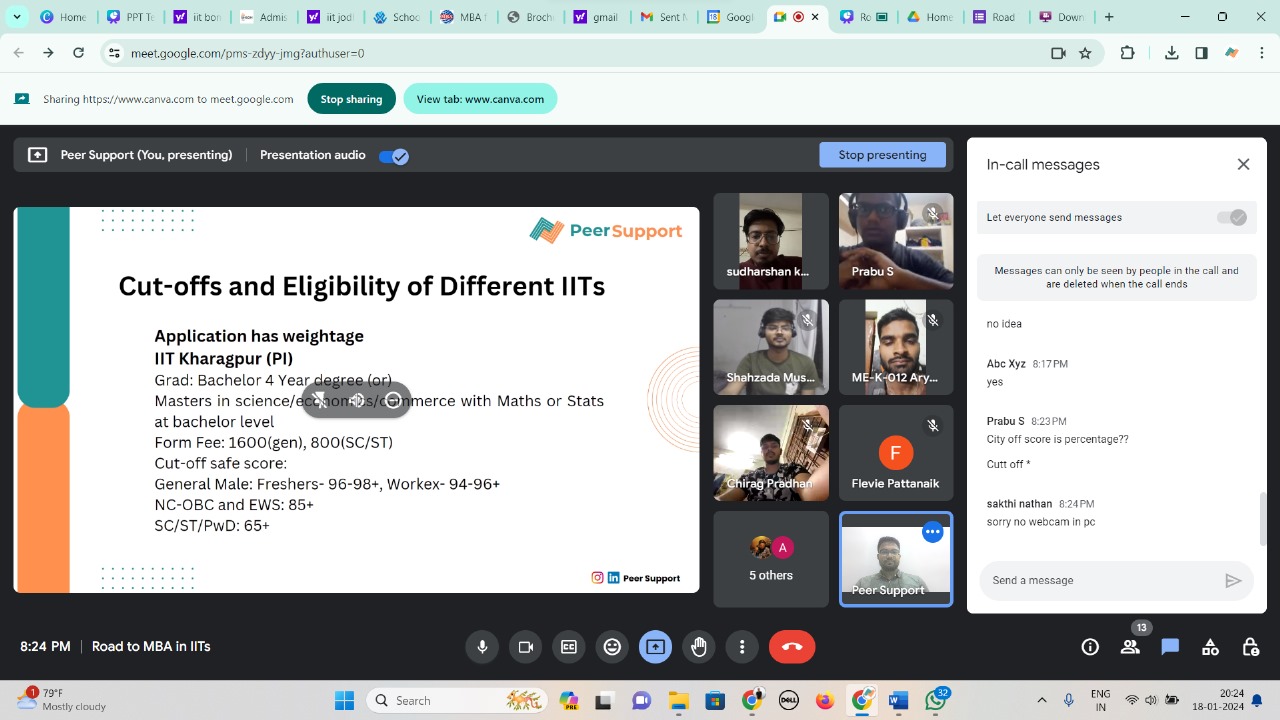 Home
PPT Te
iit bon
Admis
iit jodl
Schoo
MBA (
Brochu
gmail
Sent M
Googl
Ro
Home
Road
Down
meet.google.com/pms-zdyy-jmg?authuser=0
Sharing https://www.canva.com to meet.google.com
Stop sharing
View tab: www.canva.com
Peer Support (You, presenting)
Presentation audio
Stop presenting
PeerSupport
Cut-offs and Eligibility of Different IITs
Application has weightage
IIT Kharagpur (PI)
Grad: Bachelor 4 Year degree (or)
Masters in science/economics/commerce with Maths or Stats
at bachelor level
Form Fee: 1600(gen), 800(SC/ST)
Cut-off safe score:
General Male: Freshers- 96-98+, Workex- 94-96+
NC-OBC and EWS: 85+
SC/ST/PwD: 65+
Peer Support
sudharshan k...
Prabu S
Shahzada Mus...
ME-K-012 Ary...
Chirag Pradhan
F
Flevie Pattanaik
A
5 others
Peer Support
In-call messages
Let everyone send messages
Messages can only be seen by people in the call and
are deleted when the call ends
no idea
Abc Xyz 8:17 PM
yes
Prabu S 8:23 PM
City off score is percentage??
Cutt off *
sakthi nathan 8:24 PM
sorry no webcam in pc
Send a message
8:24 PM
Road to MBA in IITs
13
1
79°F
Mostly cloudy
Search
PRE
DELL
32
ENG
IN
20:24
18-01-2024